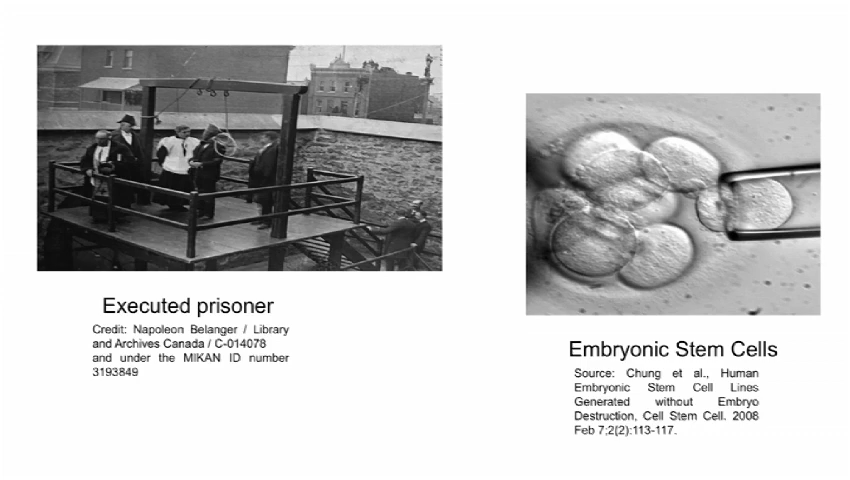 Executed prisoner
Credit: Napoleon Belanger / Library
and Archives Canada / C-014078
and under the MIKAN ID number
3193849
Embryonic Stem Cells
Source: Chung et al., Human
Embryonic Stem Cell Lines
Generated without Embryo
Destruction, Cell Stem Cell. 2008
Feb 7;2(2):113-117.